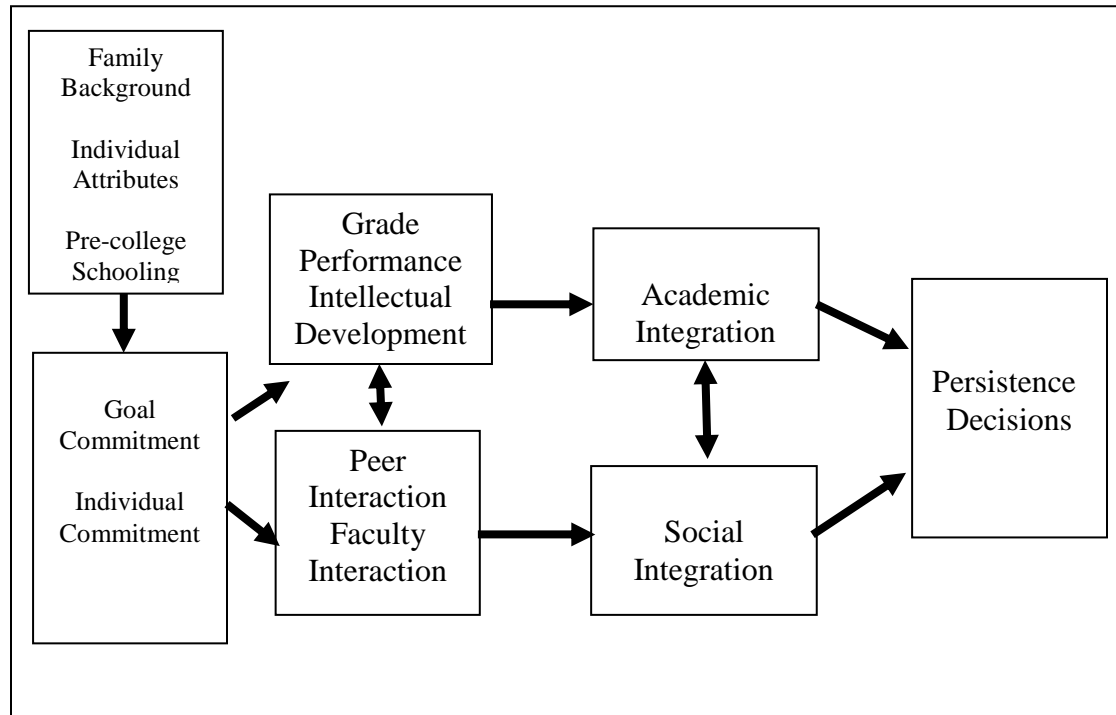 Family
Background
Individual
Attributes
Pre-college
Schooling
Goal
Commitment
Individual
Commitment
Grade
Performance
Intellectual
Development
Peer
Interaction
Faculty
Interaction
Academic
Integration
Social
Integration
Persistence
Decisions